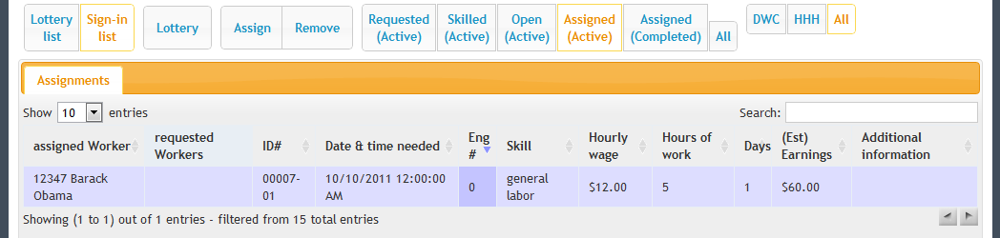 Lottery list
Sign-in list
Lottery
Assign
Remove
Requested (Active)
Skilled (Active)
Open (Active)
Assigned (Active)
Assigned (Completed)
All
DWC
HHH
All
Assignments
Show 10 entries
Search:
assigned Worker
requested Workers
ID#
Date & time needed
Eng #
Skill
Hourly wage
Hours of work
Days
(Est) Earnings
Additional information
12347 Barack Obama
00007-01
10/10/2011 12:00:00 AM
0
general labor
$12.00
5
1
$60.00
Showing (1 to 1) out of 1 entries - filtered from 15 total entries